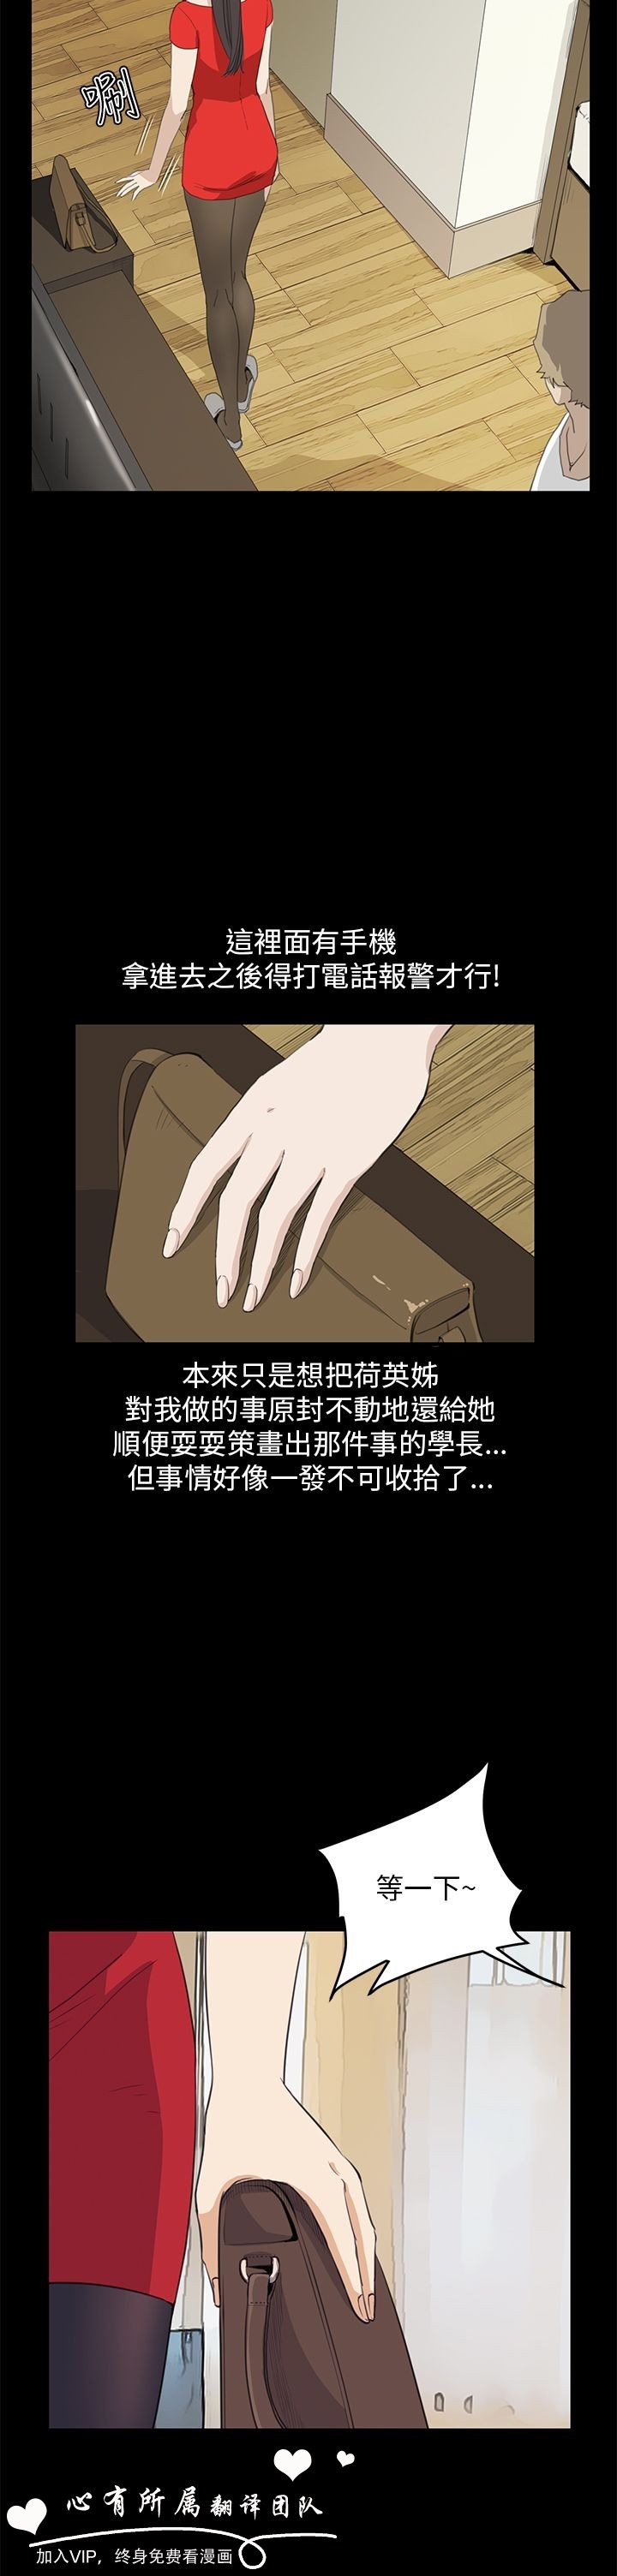 唰
這裡面有手機
拿進去之後得打電話報警才行!
本來只是想把荷英姊
對我做的事原封不動地還給她
順便耍耍策畫出那件事的學長...
但事情好像一發不可收拾了...
等一下~
心有所属翻译团队
加入VIP，终身免费看漫画